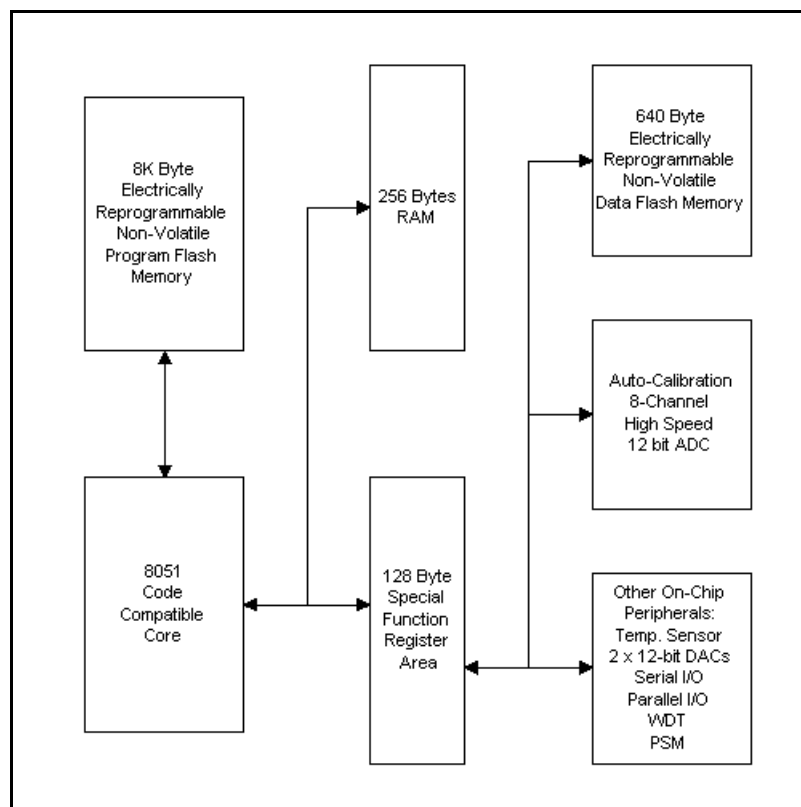 8K Byte
Electrically
Reprogrammable
Non-Volatile
Program Flash
Memory
256 Bytes
RAM
640 Byte
Electrically
Reprogrammable
Non-Volatile
Data Flash Memory
Auto-Calibration
8-Channel
High Speed
12 bit ADC
8051
Code
Compatible
Core
128 Byte
Special
Function
Register
Area
Other On-Chip
Peripherals:
Temp. Sensor
2 x 12-bit DACs
Serial I/O
Parallel I/O
WDT
PSM